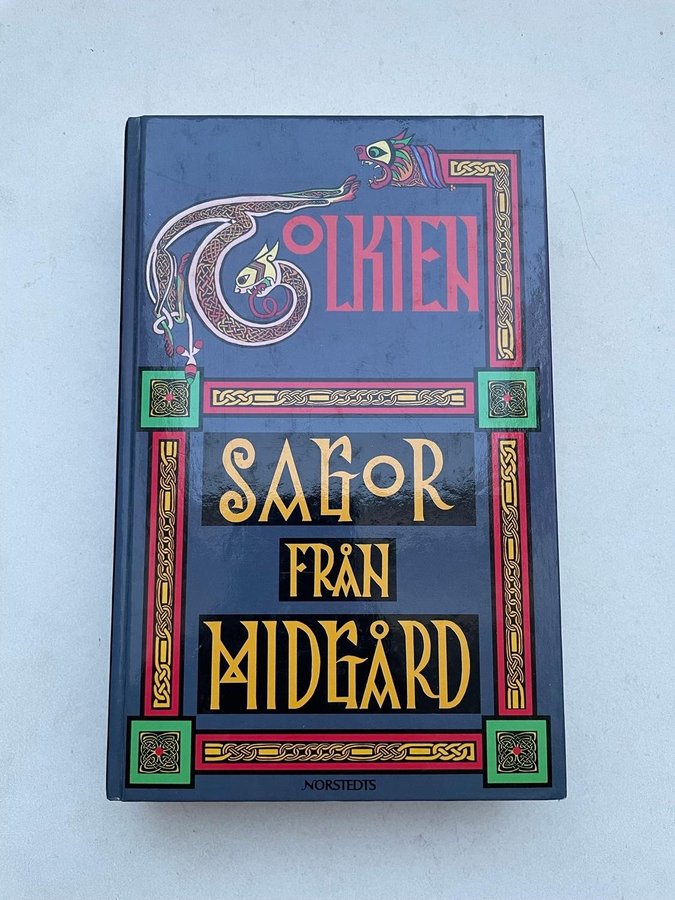 TOLKIEN
SAGOR
FRÅN
MIDGÅRD
NORSTEDTS